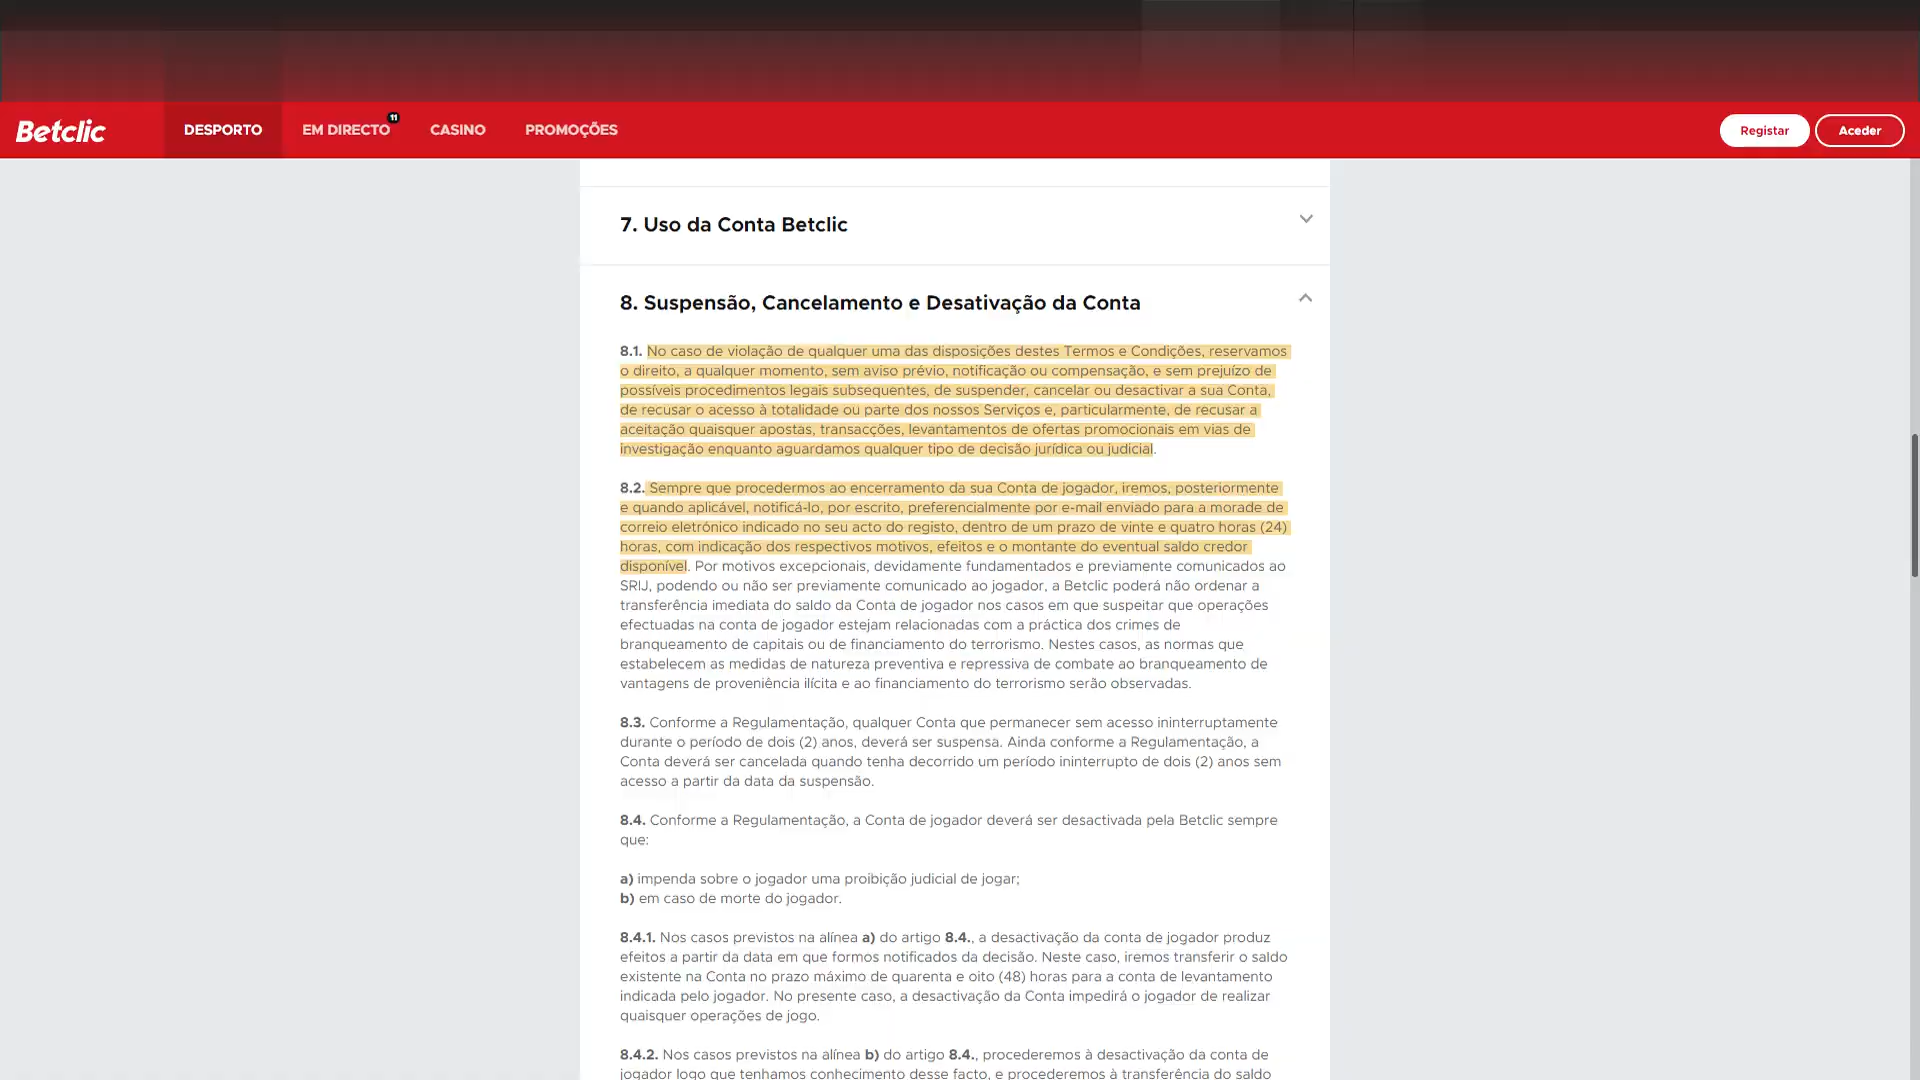 Betclic
DESPORTO
EM DIRECTO
11
CASINO
PROMOÇÕES
Registar
Aceder
7. Uso da Conta Betclic
8. Suspensão, Cancelamento e Desativação da Conta
8.1. No caso de violação de qualquer uma das disposições destes Termos e Condições, reservamos
o direito, a qualquer momento, sem aviso prévio, notificação ou compensação, e sem prejuízo de
possíveis procedimentos legais subsequentes, de suspender, cancelar ou desactivar a sua Conta,
de recusar o acesso à totalidade ou parte dos nossos Serviços e, particularmente, de recusar a
aceitação quaisquer apostas, transacções, levantamentos de ofertas promocionais em vias de
investigação enquanto aguardamos qualquer tipo de decisão jurídica ou judicial.
8.2. Sempre que procedermos ao encerramento da sua Conta de jogador, iremos, posteriormente
e quando aplicável, notificá-lo, por escrito, preferencialmente por e-mail enviado para a morade de
correio eletrónico indicado no seu acto do registo, dentro de um prazo de vinte e quatro horas (24)
horas, com indicação dos respectivos motivos, efeitos e o montante do eventual saldo credor
disponível. Por motivos excepcionais, devidamente fundamentados e previamente comunicados ao
SRIJ, podendo ou não ser previamente comunicado ao jogador, a Betclic poderá não ordenar a
transferência imediata do saldo da Conta de jogador nos casos em que suspeitar que operações
efectuadas na conta de jogador estejam relacionadas com a práctica dos crimes de
branqueamento de capitais ou de financiamento do terrorismo. Nestes casos, as normas que
estabelecem as medidas de natureza preventiva e repressiva de combate ao branqueamento de
vantagens de proveniência ilícita e ao financiamento do terrorismo serão observadas.
8.3. Conforme a Regulamentação, qualquer Conta que permanecer sem acesso ininterruptamente
durante o período de dois (2) anos, deverá ser suspensa. Ainda conforme a Regulamentação, a
Conta deverá ser cancelada quando tenha decorrido um período ininterrupto de dois (2) anos sem
acesso a partir da data da suspensão.
8.4. Conforme a Regulamentação, a Conta de jogador deverá ser desactivada pela Betclic sempre
que:
a) impenda sobre o jogador uma proibição judicial de jogar;
b) em caso de morte do jogador.
8.4.1. Nos casos previstos na alínea a) do artigo 8.4., a desactivação da conta de jogador produz
efeitos a partir da data em que formos notificados da decisão. Neste caso, iremos transferir o saldo
existente na Conta no prazo máximo de quarenta e oito (48) horas para a conta de levantamento
indicada pelo jogador. No presente caso, a desactivação da Conta impedirá o jogador de realizar
quaisquer operações de jogo.
8.4.2. Nos casos previstos na alínea b) do artigo 8.4., procederemos à desactivação da conta de
jogador logo que tenhamos conhecimento desse facto, e procederemos à transferência do saldo